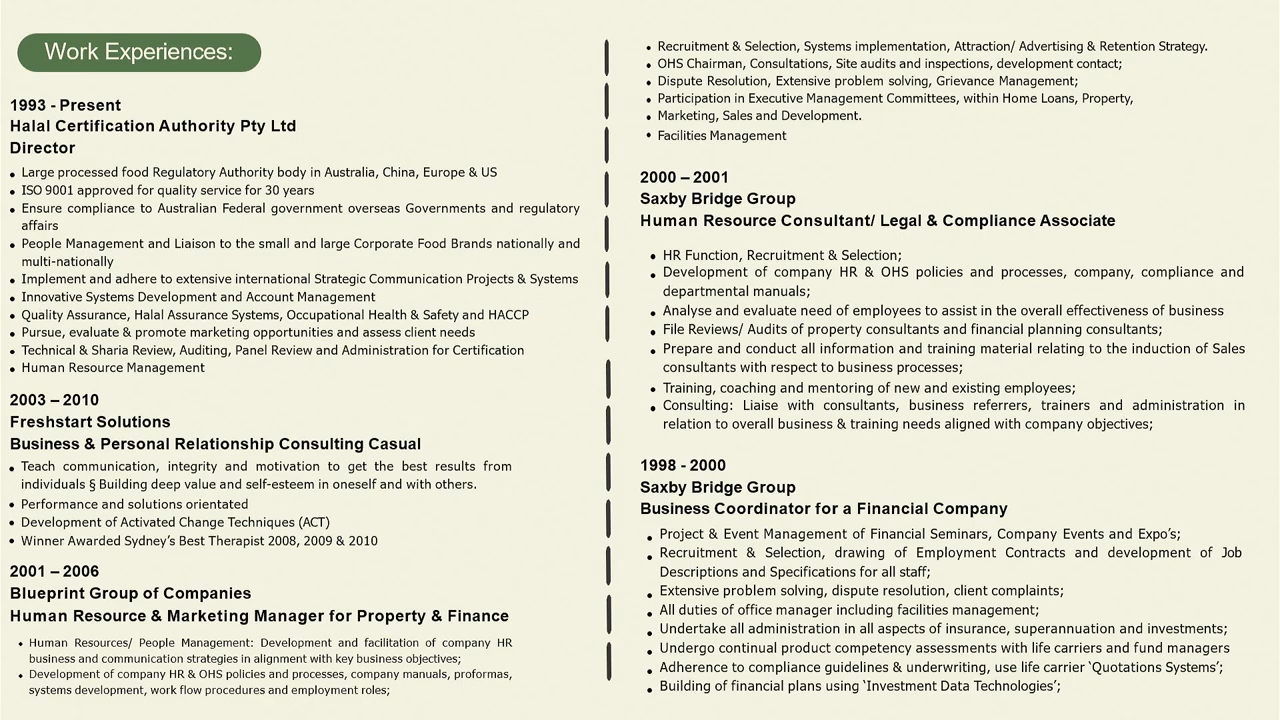 Work Experiences:
1993 - Present
Halal Certification Authority Pty Ltd
Director
• Large processed food Regulatory Authority body in Australia, China, Europe & US
• ISO 9001 approved for quality service for 30 years
• Ensure compliance to Australian Federal government overseas Governments and regulatory
affairs
• People Management and Liaison to the small and large Corporate Food Brands nationally and
multi-nationally
• Implement and adhere to extensive international Strategic Communication Projects & Systems
• Innovative Systems Development and Account Management
• Quality Assurance, Halal Assurance Systems, Occupational Health & Safety and HACCP
• Pursue, evaluate & promote marketing opportunities and assess client needs
• Technical & Sharia Review, Auditing, Panel Review and Administration for Certification
• Human Resource Management
2003 – 2010
Freshstart Solutions
Business & Personal Relationship Consulting Casual
• Teach communication, integrity and motivation to get the best results from
individuals § Building deep value and self-esteem in oneself and with others.
• Performance and solutions orientated
• Development of Activated Change Techniques (ACT)
• Winner Awarded Sydney's Best Therapist 2008, 2009 & 2010
2001 – 2006
Blueprint Group of Companies
Human Resource & Marketing Manager for Property & Finance
• Human Resources/ People Management: Development and facilitation of company HR
business and communication strategies in alignment with key business objectives;
• Development of company HR & OHS policies and processes, company manuals, proformas,
systems development, work flow procedures and employment roles;
• Recruitment & Selection, Systems implementation, Attraction/ Advertising & Retention Strategy.
• OHS Chairman, Consultations, Site audits and inspections, development contact;
• Dispute Resolution, Extensive problem solving, Grievance Management;
• Participation in Executive Management Committees, within Home Loans, Property,
• Marketing, Sales and Development.
• Facilities Management
2000 – 2001
Saxby Bridge Group
Human Resource Consultant/ Legal & Compliance Associate
• HR Function, Recruitment & Selection;
• Development of company HR & OHS policies and processes, company, compliance and
departmental manuals;
• Analyse and evaluate need of employees to assist in the overall effectiveness of business
• File Reviews/ Audits of property consultants and financial planning consultants;
• Prepare and conduct all information and training material relating to the induction of Sales
consultants with respect to business processes;
• Training, coaching and mentoring of new and existing employees;
• Consulting: Liaise with consultants, business referrers, trainers and administration in
relation to overall business & training needs aligned with company objectives;
1998 - 2000
Saxby Bridge Group
Business Coordinator for a Financial Company
• Project & Event Management of Financial Seminars, Company Events and Expo's;
• Recruitment & Selection, drawing of Employment Contracts and development of Job
Descriptions and Specifications for all staff;
• Extensive problem solving, dispute resolution, client complaints;
• All duties of office manager including facilities management;
• Undertake all administration in all aspects of insurance, superannuation and investments;
• Undergo continual product competency assessments with life carriers and fund managers
• Adherence to compliance guidelines & underwriting, use life carrier 'Quotations Systems';
• Building of financial plans using 'Investment Data Technologies';